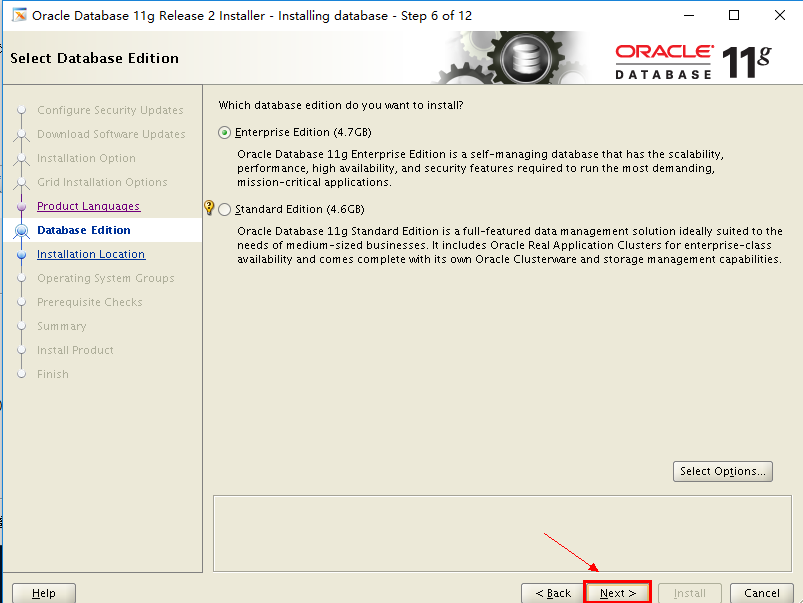 Oracle Database 11g Release 2 Installer - Installing database - Step 6 of 12
Select Database Edition
ORACLE
DATABASE 11g
Configure Security Updates
Download Software Updates
Installation Option
Grid Installation Options
Product Languages
Database Edition
Installation Location
Operating System Groups
Prerequisite Checks
Summary
Install Product
Finish
Which database edition do you want to install?
Enterprise Edition (4.7GB)
Oracle Database 11g Enterprise Edition is a self-managing database that has the scalability,
performance, high availability, and security features required to run the most demanding,
mission-critical applications.
Standard Edition (4.6GB)
Oracle Database 11g Standard Edition is a full-featured data management solution ideally suited to the
needs of medium-sized businesses. It includes Oracle Real Application Clusters for enterprise-class
availability and comes complete with its own Oracle Clusterware and storage management capabilities.
Select Options...
Help
< Back
Next >
Install
Cancel